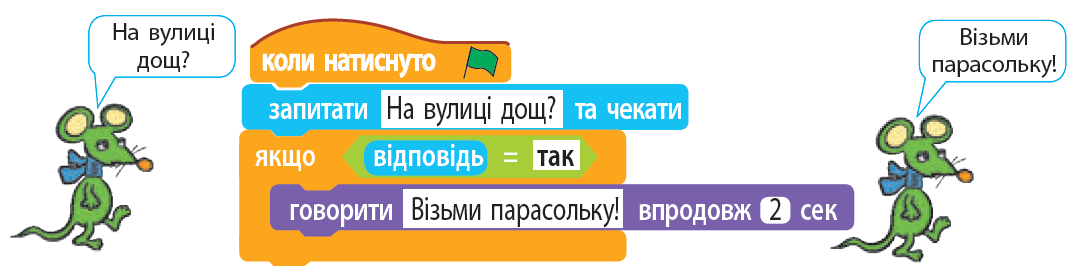 На вулиці
дощ?
коли натиснуто
запитати На вулиці дощ? та чекати
якщо відповідь = так
говорити Візьми парасольку! впродовж 2 сек
Візьми
парасольку!